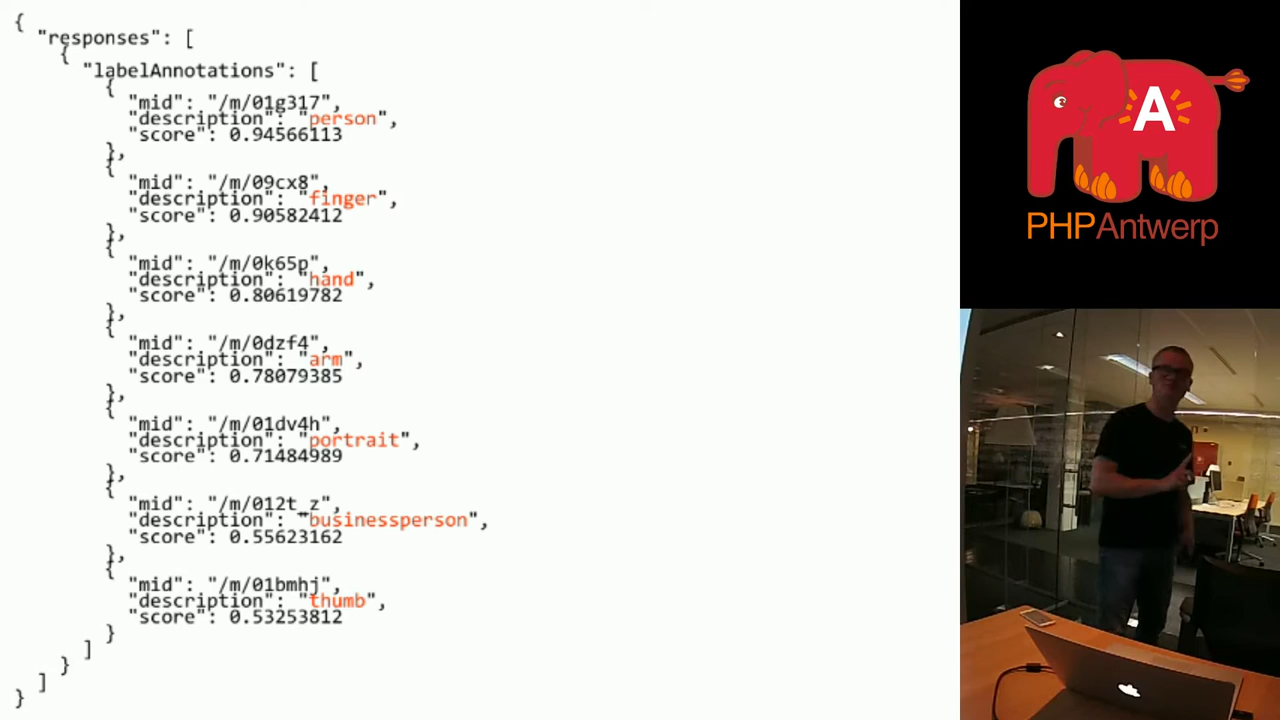 {
"responses": [
{
"labelAnnotations": [
{
"mid": "/m/01g317",
"description": "person",
"score": 0.94566113
},
{
"mid": "/m/09cx8",
"description": "finger",
"score": 0.90582412
},
{
"mid": "/m/0k65p",
"description": "hand",
"score": 0.80619782
},
{
"mid": "/m/0dzf4",
"description": "arm",
"score": 0.78079385
},
{
"mid": "/m/01dv4h",
"description": "portrait",
"score": 0.71484989
},
{
"mid": "/m/012t_z",
"description": "businessperson",
"score": 0.55623162
},
{
"mid": "/m/01bmhj",
"description": "thumb",
"score": 0.53253812
}
]
}
]
}
A
PHPAntwerp